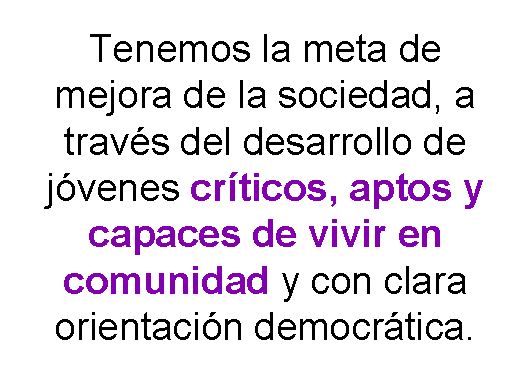 Tenemos la meta de
mejora de la sociedad, a
través del desarrollo de
jóvenes críticos, aptos y
capaces de vivir en
comunidad y con clara
orientación democrática.